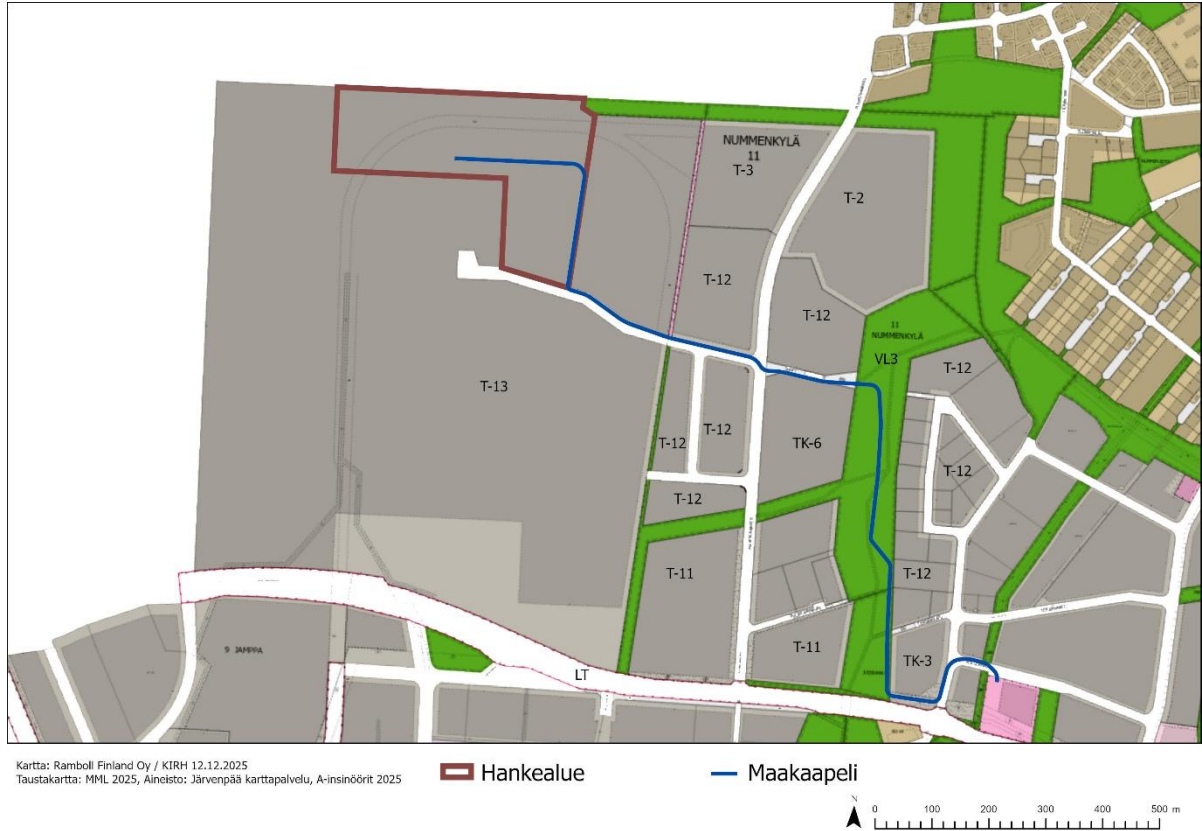 NUMMENKYLÄ
11
T-3
T-2
T-12
T-12
11
NUMMENKYLÄ
VL3
T-12
T-13
T-12
T-12
TK-6
T-12
T-12
T-11
T-12
9 JAMPPA
T-11
TK-3
LT
Kartta: Ramboll Finland Oy / KIRH 12.12.2025
Taustakartta: MML 2025, Aineisto: Järvenpää karttapalvelu, A-insinöörit 2025
Hankealue
Maakaapeli
N
0 100 200 300 400 500 m